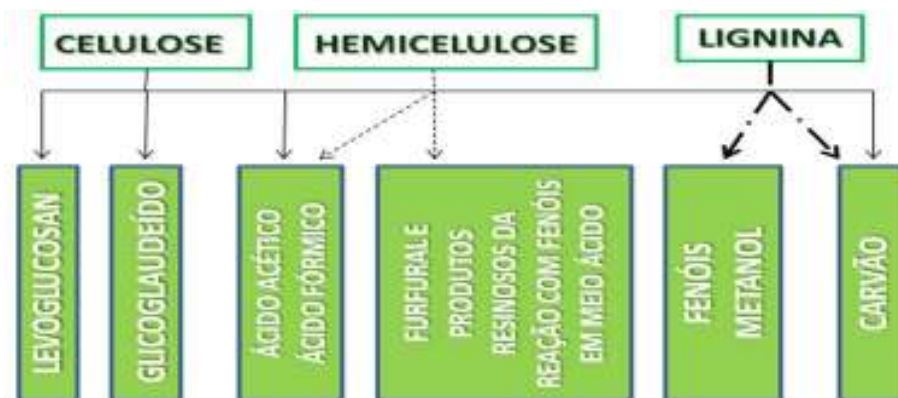 CELULOSE
HEMICELULOSE
LIGNINA
LEVOGLUCOSAN
GLICOGLAUDEÍDO
ÁCIDO ACÉTICO
ÁCIDO FÓRMICO
FURFURAL E
PRODUTOS
RESINOSOS DA
REAÇÃO COM FENÓIS
EM MEIO ÁCIDO
FENÓIS
METANOL
CARVÃO